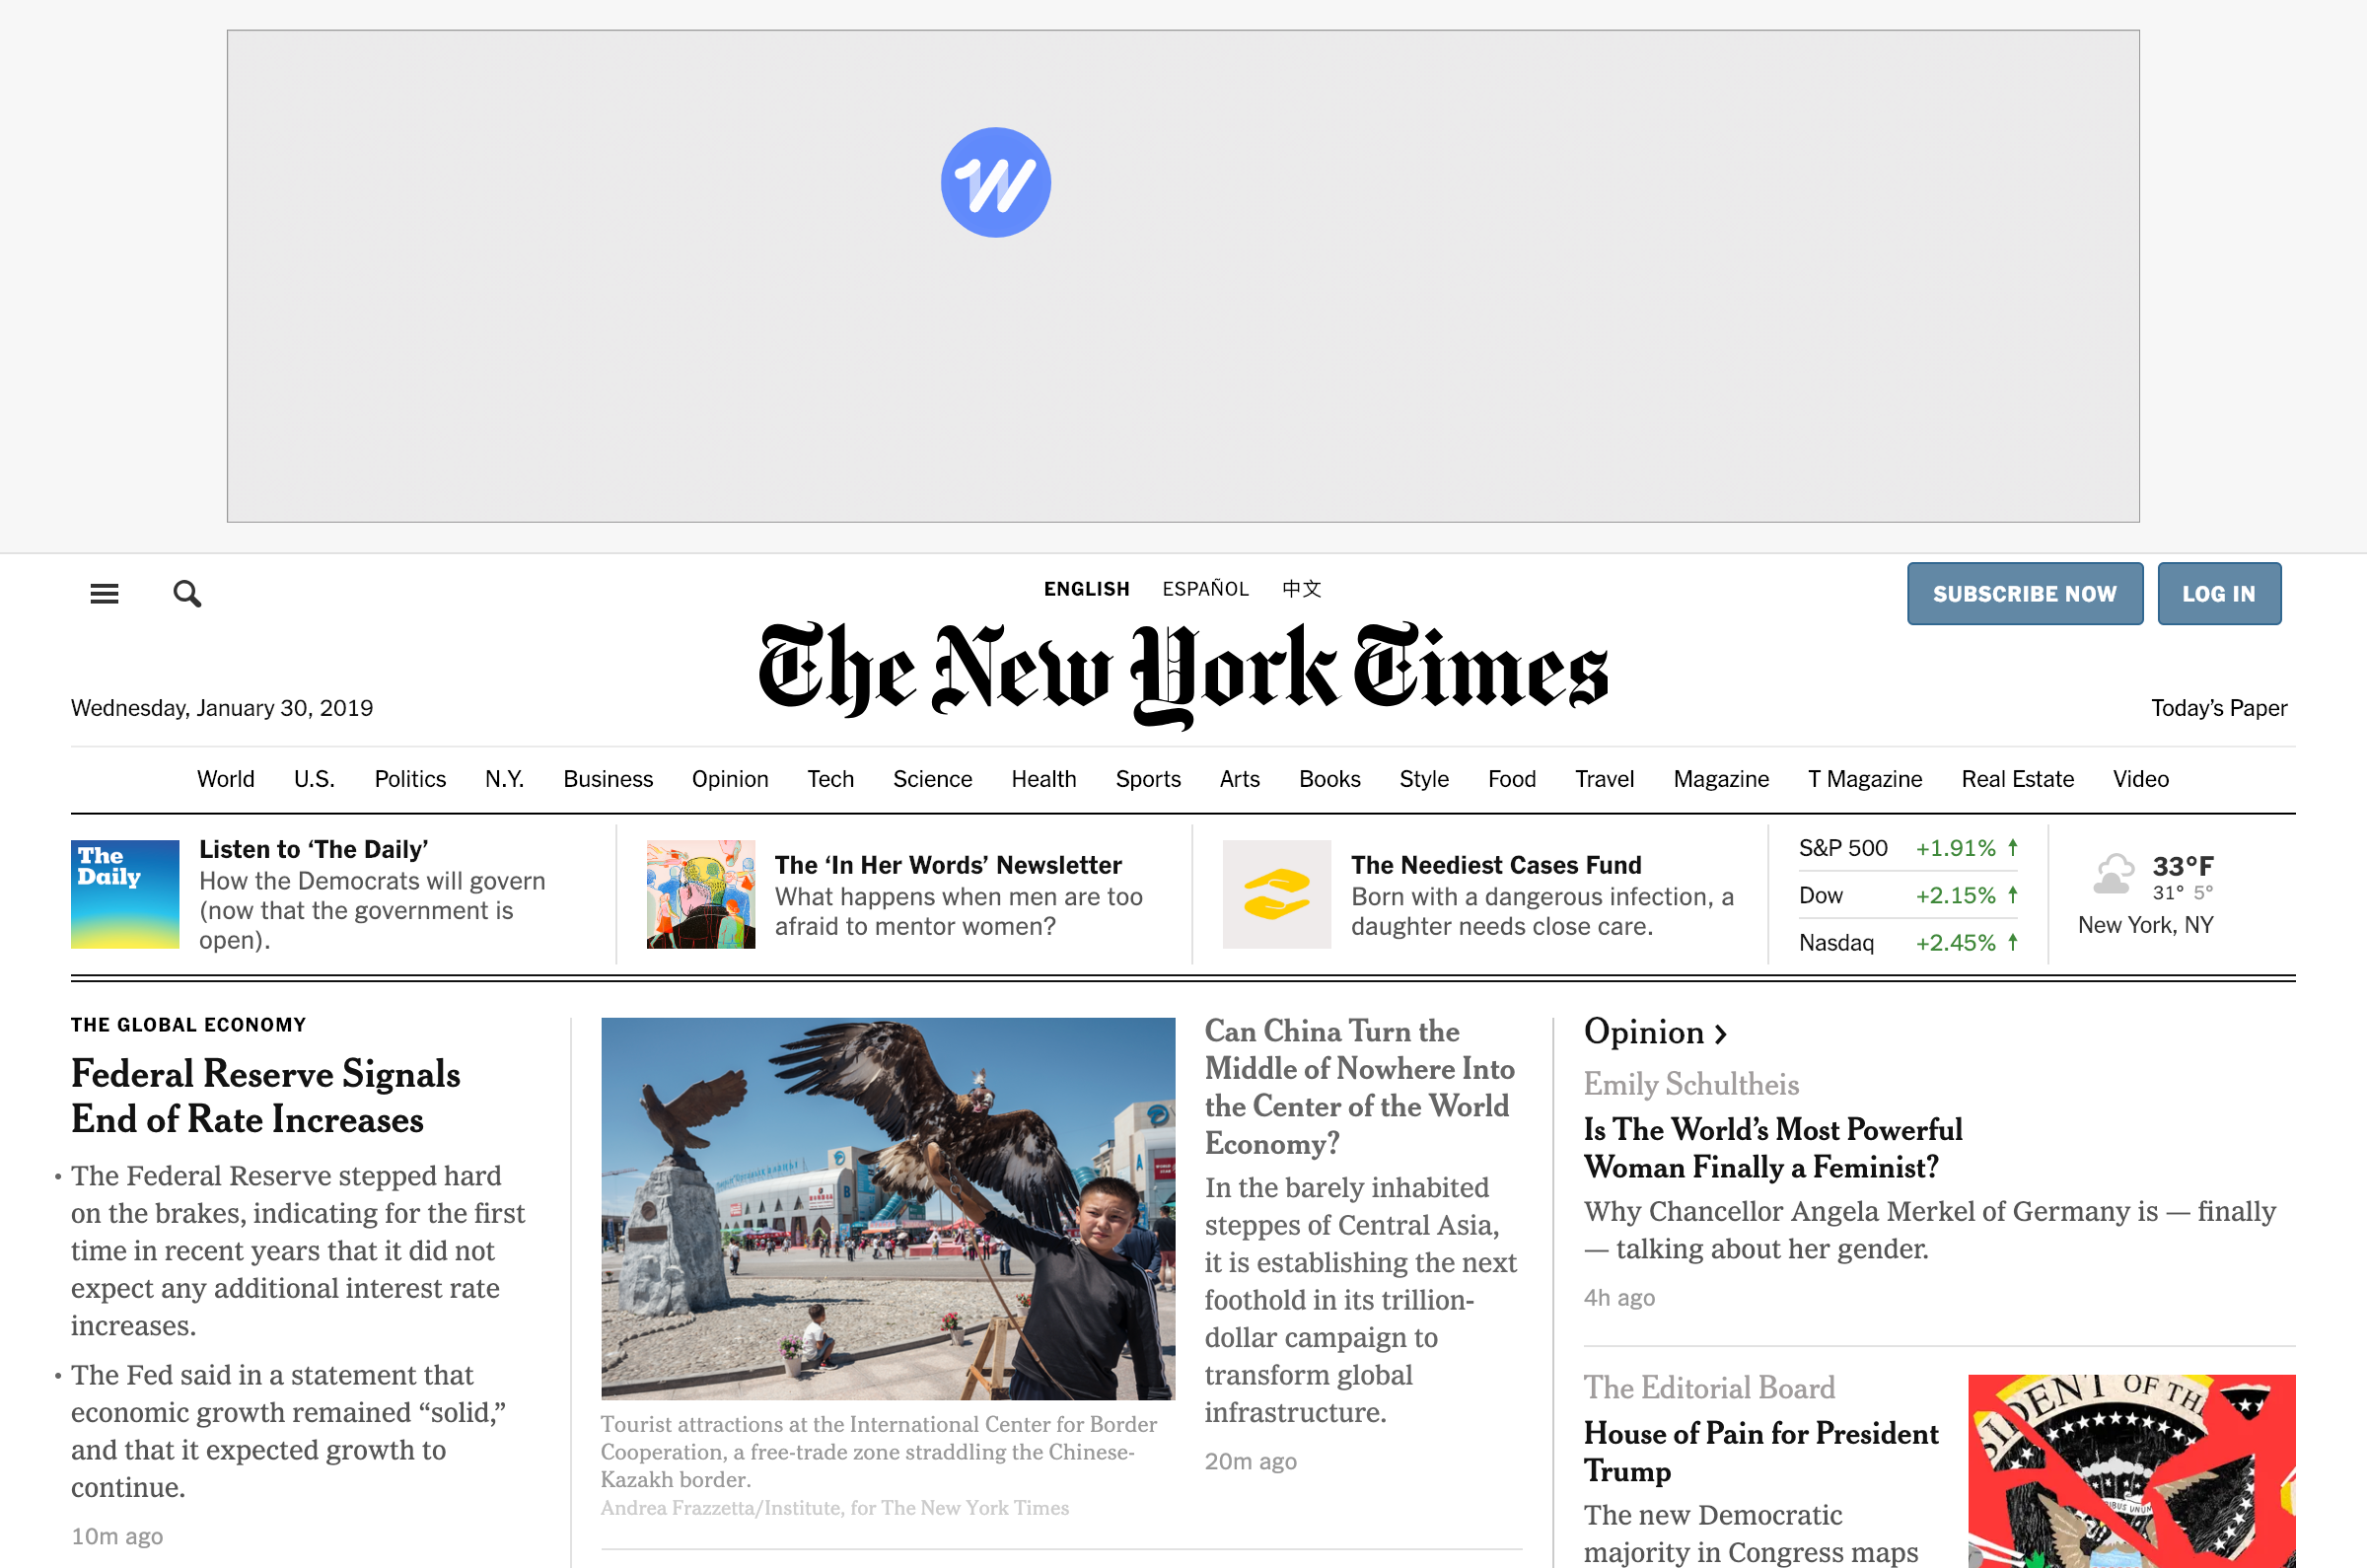 ENGLISH ESPAÑOL 中文
SUBSCRIBE NOW
LOG IN
The New York Times
Wednesday, January 30, 2019
Today’s Paper
World U.S. Politics N.Y. Business Opinion Tech Science Health Sports Arts Books Style Food Travel Magazine T Magazine Real Estate Video
The
Daily
Listen to ‘The Daily’
How the Democrats will govern
(now that the government is
open).
The ‘In Her Words’ Newsletter
What happens when men are too
afraid to mentor women?
The Neediest Cases Fund
Born with a dangerous infection, a
daughter needs close care.
S&P 500 +1.91%
Dow +2.15%
Nasdaq +2.45%
33°F
31° 5°
New York, NY
THE GLOBAL ECONOMY
Federal Reserve Signals
End of Rate Increases
• The Federal Reserve stepped hard
on the brakes, indicating for the first
time in recent years that it did not
expect any additional interest rate
increases.
• The Fed said in a statement that
economic growth remained “solid,”
and that it expected growth to
continue.
10m ago
B
A
Tourist attractions at the International Center for Border
Cooperation, a free-trade zone straddling the Chinese-
Kazakh border.
Andrea Frazzetta/Institute, for The New York Times
Can China Turn the
Middle of Nowhere Into
the Center of the World
Economy?
In the barely inhabited
steppes of Central Asia,
it is establishing the next
foothold in its trillion-
dollar campaign to
transform global
infrastructure.
20m ago
Opinion
Emily Schultheis
Is The World’s Most Powerful
Woman Finally a Feminist?
Why Chancellor Angela Merkel of Germany is — finally
— talking about her gender.
4h ago
The Editorial Board
House of Pain for President
Trump
The new Democratic
majority in Congress maps
SIDENT OF TH
IBUS UNUM